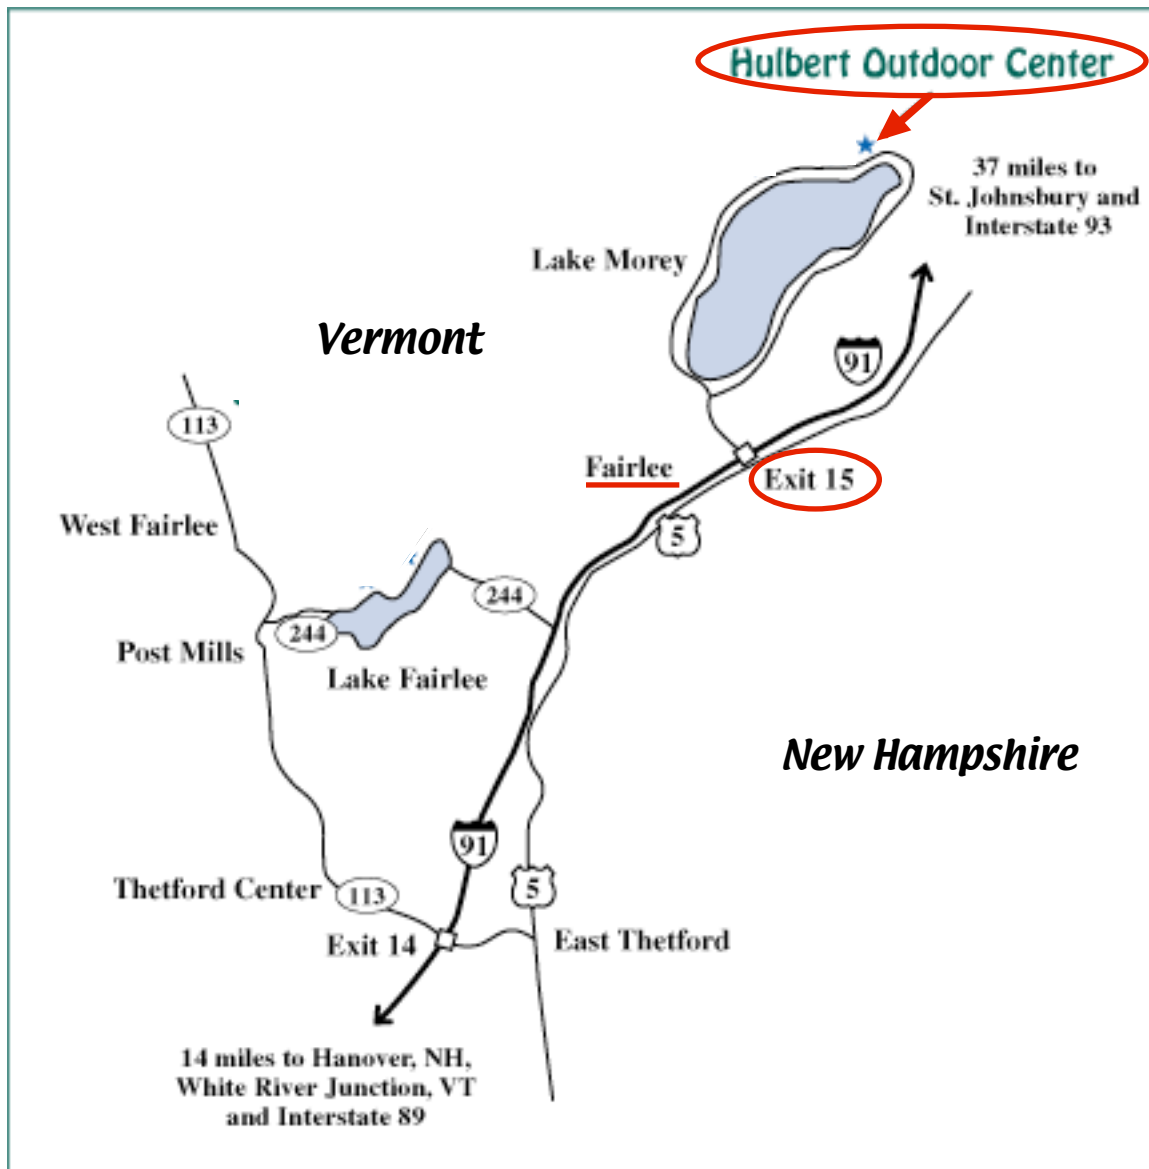 Hulbert Outdoor Center
37 miles to
St. Johnsbury and
Interstate 93
Lake Morey
Vermont
91
113
Fairlee
Exit 15
West Fairlee
5
244
244
Post Mills
Lake Fairlee
New Hampshire
91
Thetford Center
113
5
Exit 14
East Thetford
14 miles to Hanover, NH,
White River Junction, VT
and Interstate 89